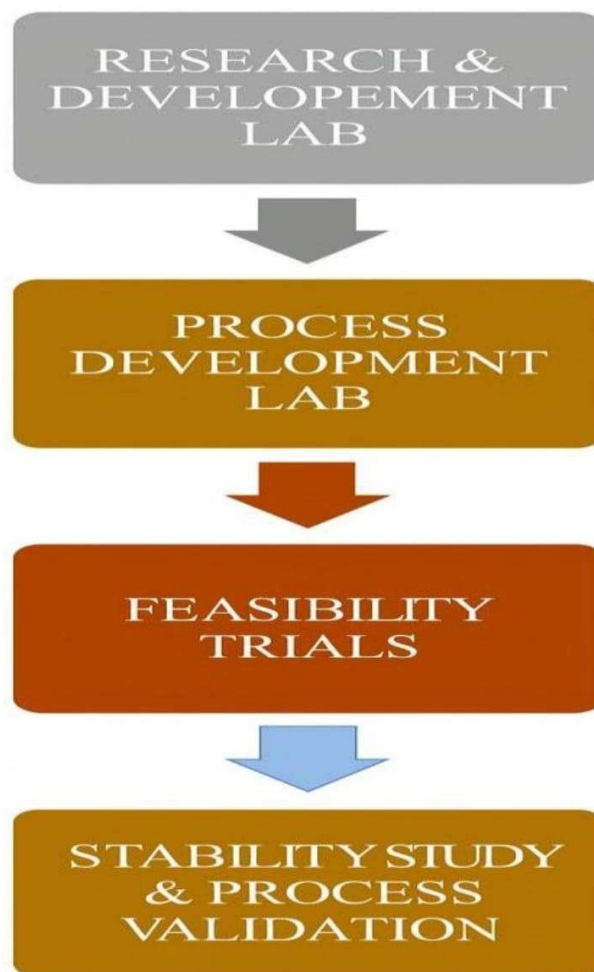 RESEARCH &
DEVELOPEMENT
LAB
PROCESS
DEVELOPMENT
LAB
FEASIBILITY
TRIALS
STABILITY STUDY
& PROCESS
VALIDATION